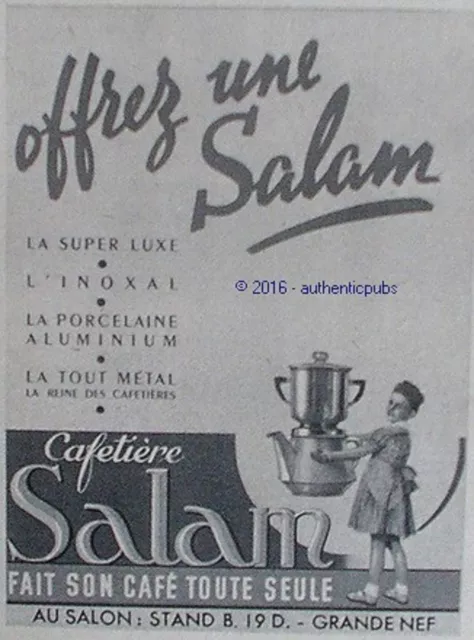 offrez une
Salam
LA SUPER LUXE
•
L'INOXAL
•
LA PORCELAINE
ALUMINIUM
•
LA TOUT MÉTAL
LA REINE DES CAFETIÈRES
•
© 2016 - authenticpubs
Cafetière
Salam
FAIT SON CAFÉ TOUTE SEULE
AU SALON : STAND B. 19 D. - GRANDE NEF